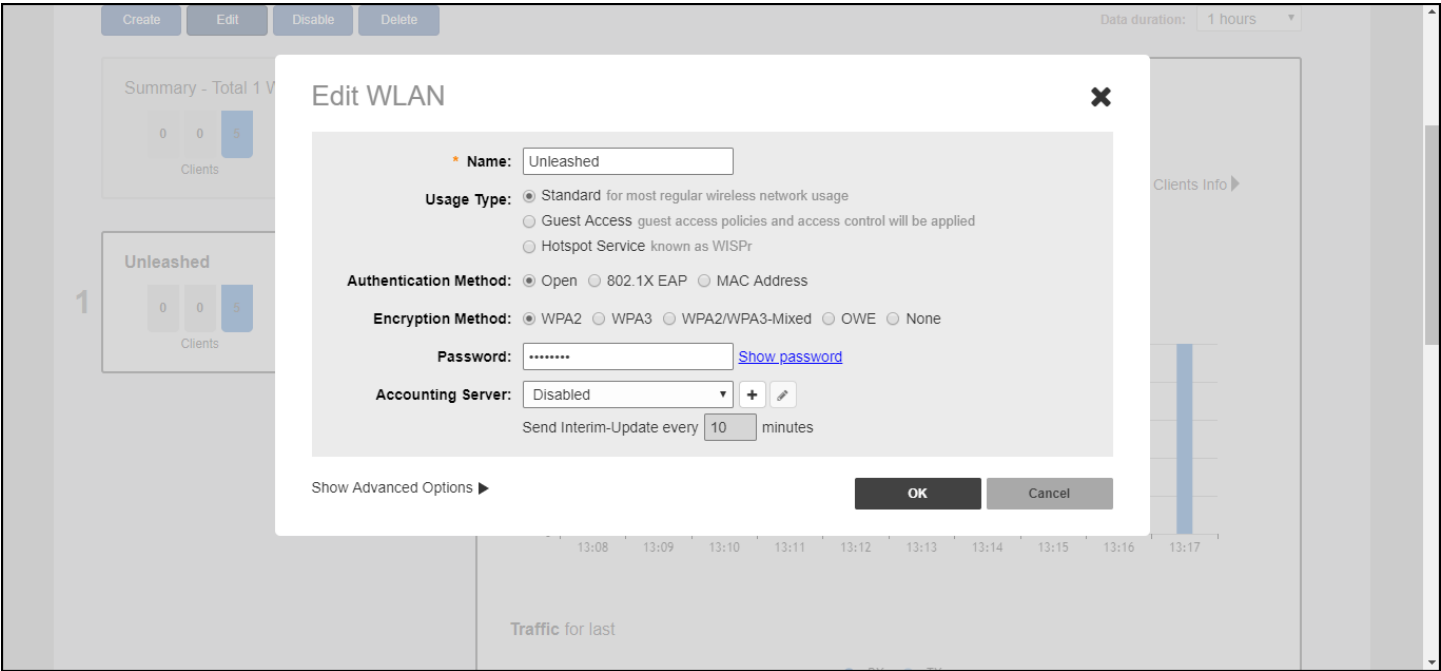 Create Edit Disable Delete Data duration: 1 hours
Summary - Total 1 W
0 0 5
Clients
Edit WLAN
* Name: Unleashed
Usage Type: Standard for most regular wireless network usage
Guest Access guest access policies and access control will be applied
Hotspot Service known as WISPr
Authentication Method: Open 802.1X EAP MAC Address
Encryption Method: WPA2 WPA3 WPA2/WPA3-Mixed OWE None
Password: •••••••• Show password
Accounting Server: Disabled
Send Interim-Update every 10 minutes
Show Advanced Options OK Cancel
Clients Info
1
Unleashed
0 0 5
Clients
13:08 13:09 13:10 13:11 13:12 13:13 13:14 13:15 13:16 13:17
Traffic for last